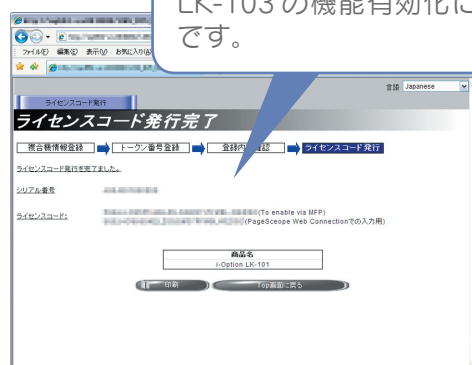 LK-103 の機能有効化に
です。
ファイル(F) 編集(E) 表示(V) お気に入り(A)
言語 Japanese
ライセンスコード発行
ライセンスコード発行完了
複合機情報登録 トークン番号登録 登録内 確認 ライセンスコード発行
ライセンスコード発行を完了ました。
シリアル番号
ライセンスコード:
(To enable via MFP)
(PageSceope Web Connectionでの入力用)
商品名
i-Option LK-101
印刷 Top画面に戻る